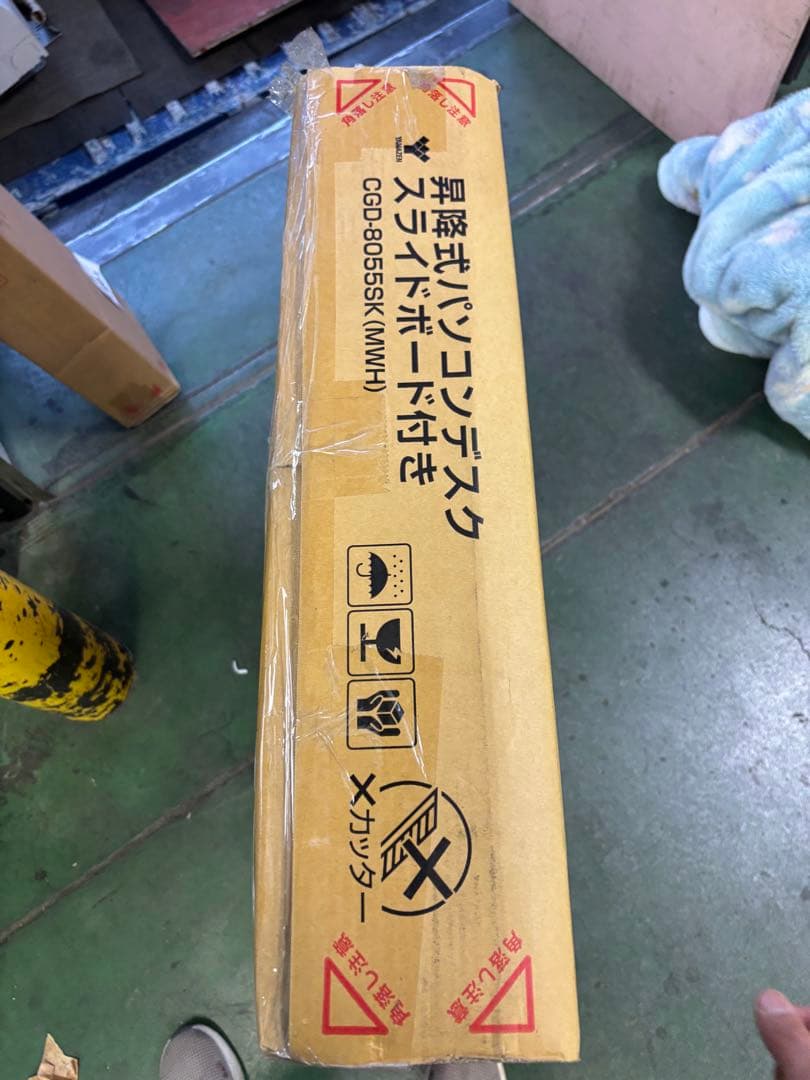 角落し注意
角落し注意
YAMAZEN
昇降式パソコンデスク
スライドボード付き
CGD-8055SK(MWH)
×カッター
角落し注意
角落し注意